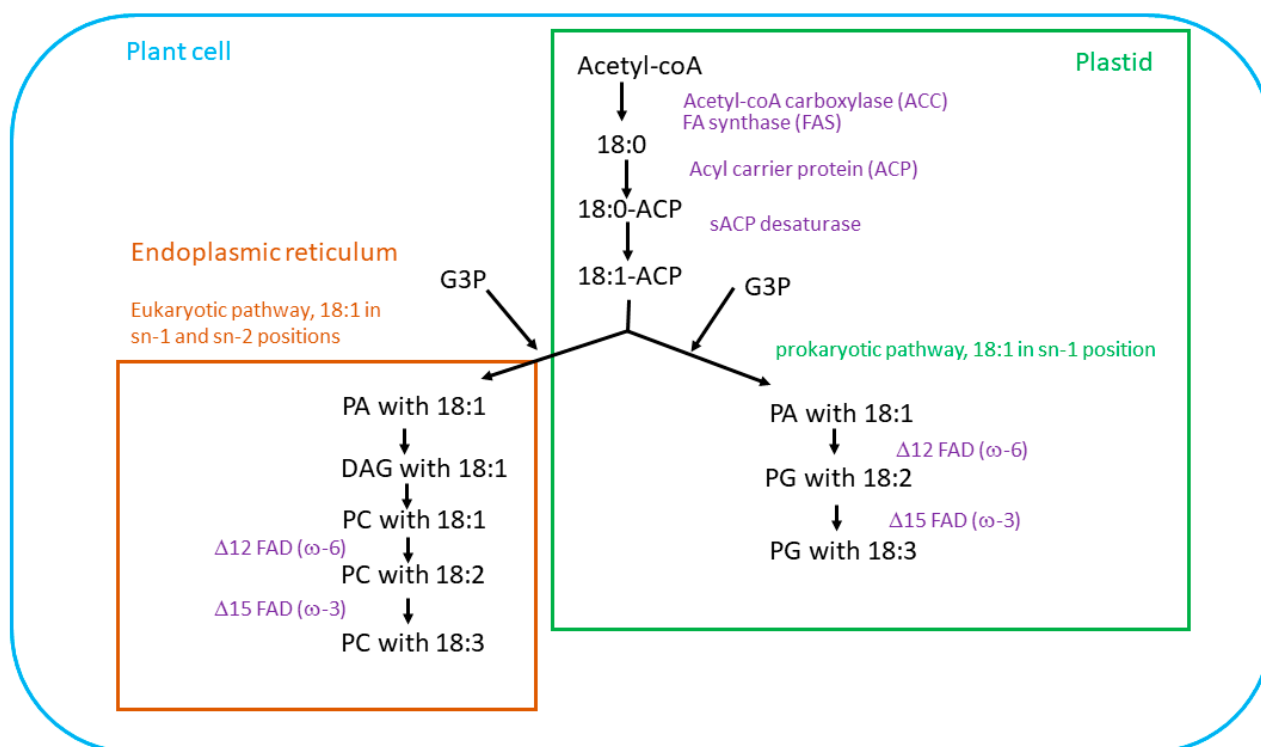 Plant cell
Plastid
Acetyl-coA
Acetyl-coA carboxylase (ACC)
FA synthase (FAS)
18:0
Acyl carrier protein (ACP)
18:0-ACP
sACP desaturase
18:1-ACP
Endoplasmic reticulum
G3P
G3P
Eukaryotic pathway, 18:1 in
sn-1 and sn-2 positions
prokaryotic pathway, 18:1 in sn-1 position
PA with 18:1
DAG with 18:1
PC with 18:1
Δ12 FAD (ω-6)
PC with 18:2
Δ15 FAD (ω-3)
PC with 18:3
PA with 18:1
Δ12 FAD (ω-6)
PG with 18:2
Δ15 FAD (ω-3)
PG with 18:3